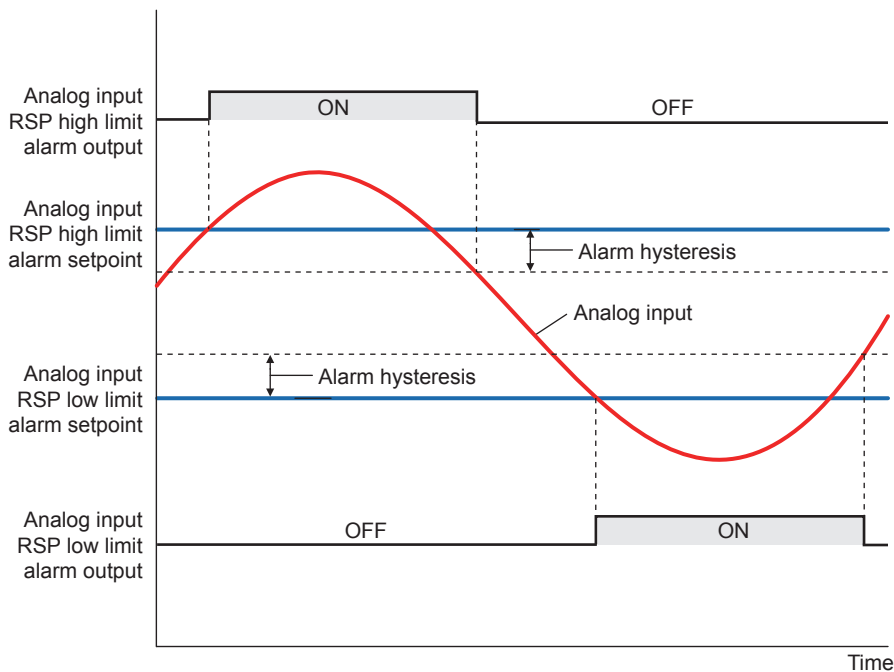 Analog input
RSP high limit
alarm output
ON
OFF
Analog input
RSP high limit
alarm setpoint
Alarm hysteresis
Analog input
Analog input
RSP low limit
alarm setpoint
Alarm hysteresis
Analog input
RSP low limit
alarm output
OFF
ON
Time